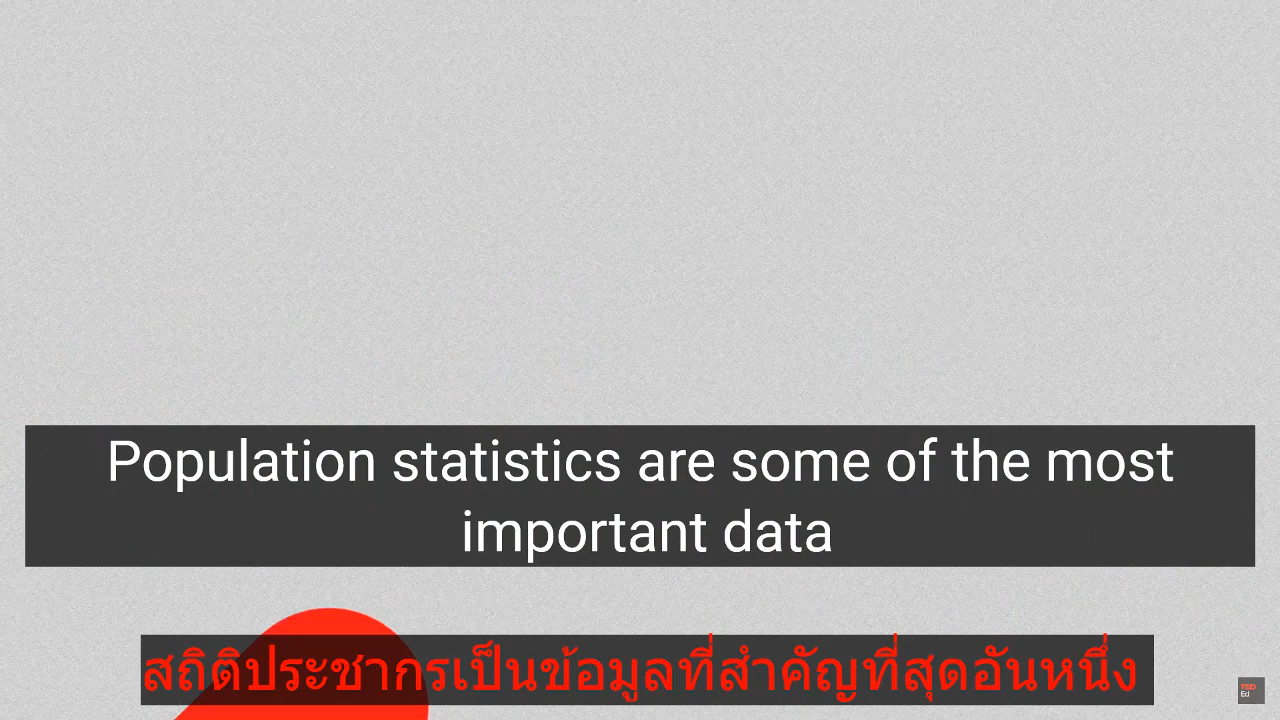 Population statistics are some of the most
important data
สถิติประชากรเป็นข้อมูลที่สำคัญที่สุดอันหนึ่ง
TED
Ed